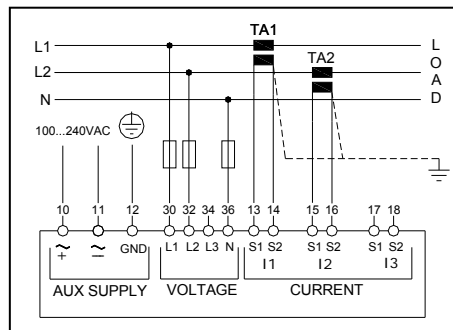 TA1
L1 L
TA2
L2 O
A
N D
100...240VAC
10 11 12 30 32 34 36 13 14 15 16 17 18
GND L1 L2 L3 N S1 S2 S1 S2 S1 S2
+ I1 I2 I3
AUX SUPPLY VOLTAGE CURRENT